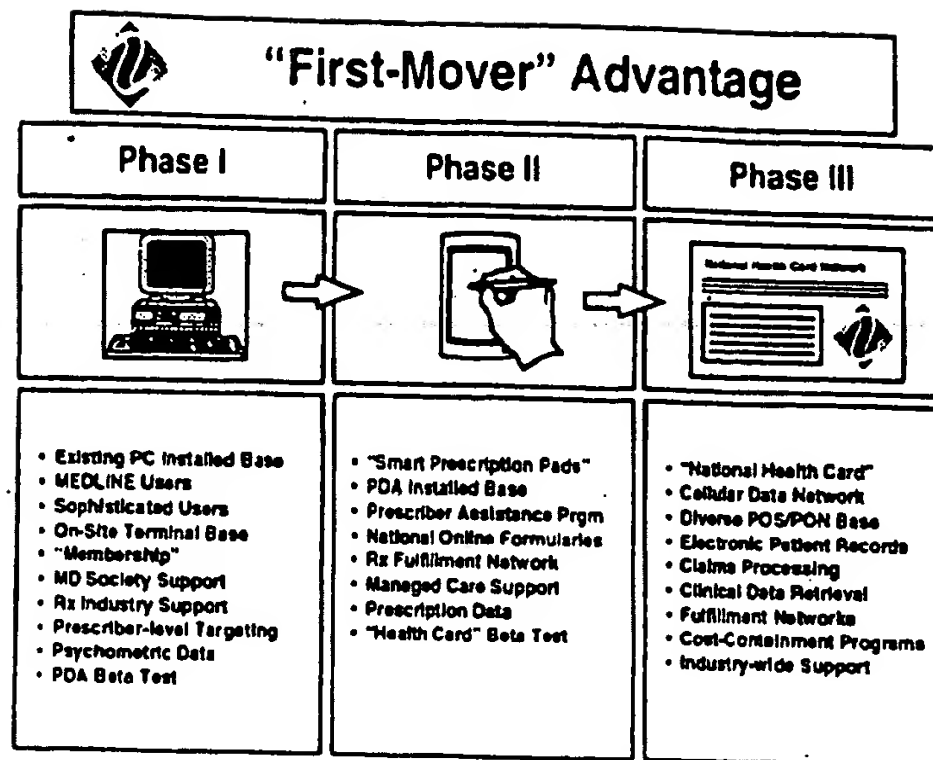 “First-Mover” Advantage
Phase I
Phase II
Phase III
National Health Card Network
• Existing PC Installed Base
• MEDLINE Users
• Sophisticated Users
• On-Site Terminal Base
• "Membership"
• MD Society Support
• Rx Industry Support
• Prescriber-level Targeting
• Psychometric Data
• PDA Beta Test
• "Smart Prescription Pads"
• PDA Installed Base
• Prescriber Assistance Prgm
• National Online Formularies
• Rx Fulfillment Network
• Managed Care Support
• Prescription Data
• "Health Card" Beta Test
• "National Health Card"
• Cellular Data Network
• Diverse POS/PON Base
• Electronic Patient Records
• Claims Processing
• Clinical Data Retrieval
• Fulfillment Networks
• Cost-Containment Programs
• Industry-wide Support